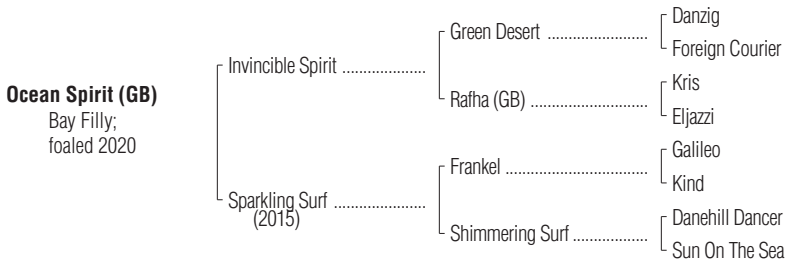 Ocean Spirit (GB)
Bay Filly;
foaled 2020
Invincible Spirit ....................
Sparkling Surf ......................
(2015)
Green Desert ........................
Rafha (GB) ............................
Frankel ..................................
Shimmering Surf ..................
Danzig
Foreign Courier
Kris
Eljazzi
Galileo
Kind
Danehill Dancer
Sun On The Sea